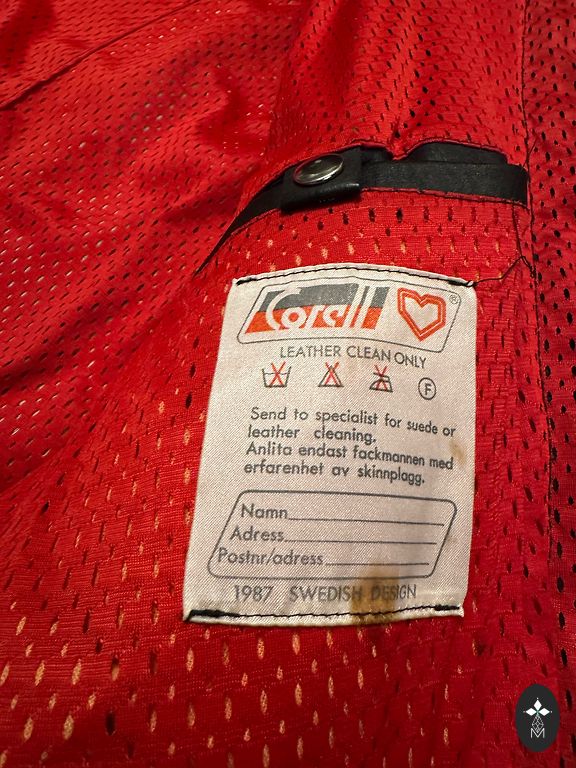 Corell ®
LEATHER CLEAN ONLY
F
Send to specialist for suede or
leather cleaning.
Anlita endast fackmannen med
erfarenhet av skinnplagg.
Namn
Adress
Postnr/adress
1987 SWEDISH DESIGN
M